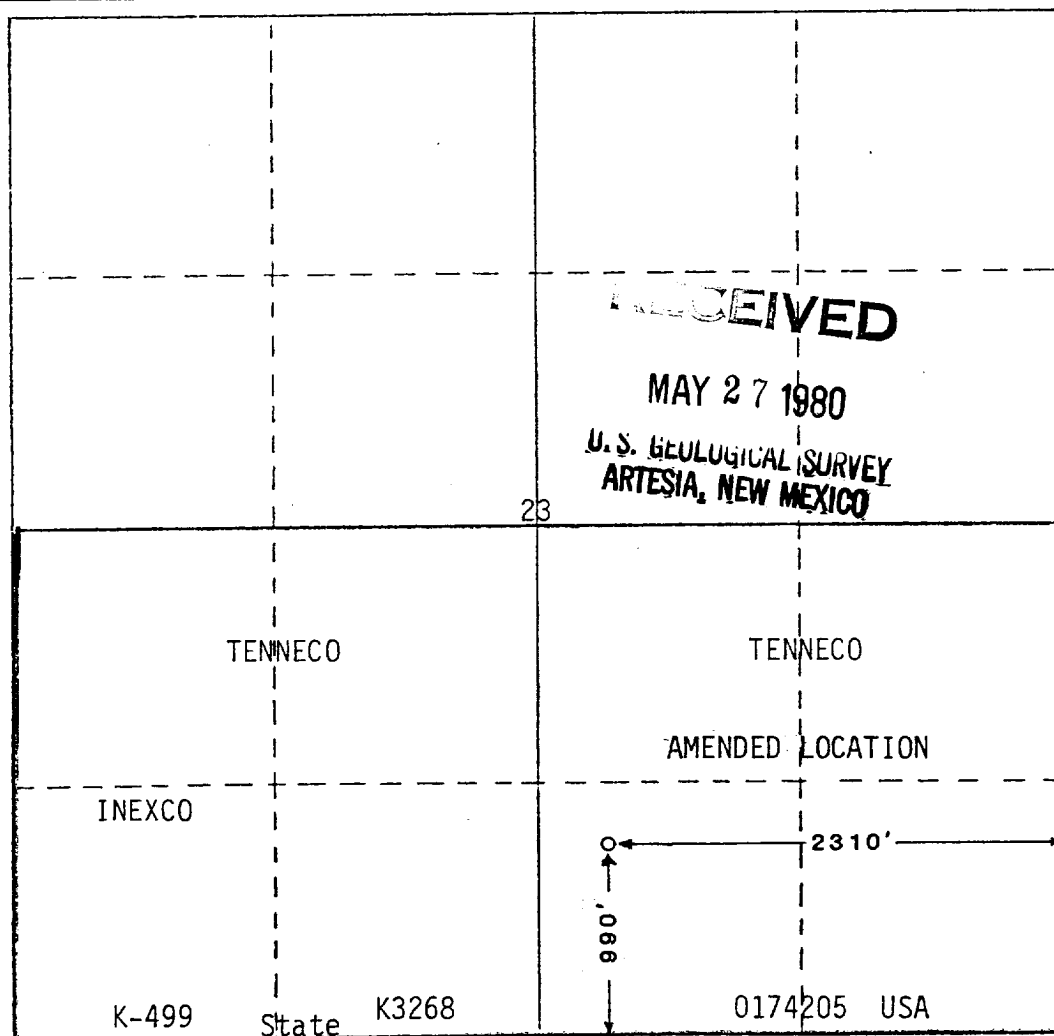 RECEIVED
MAY 27 1980
U.S. GEOLOGICAL SURVEY
ARTESIA, NEW MEXICO
23
TENNECO TENNECO
AMENDED LOCATION
INEXCO
2310'
990'
K-499 State K3268 0174205 USA